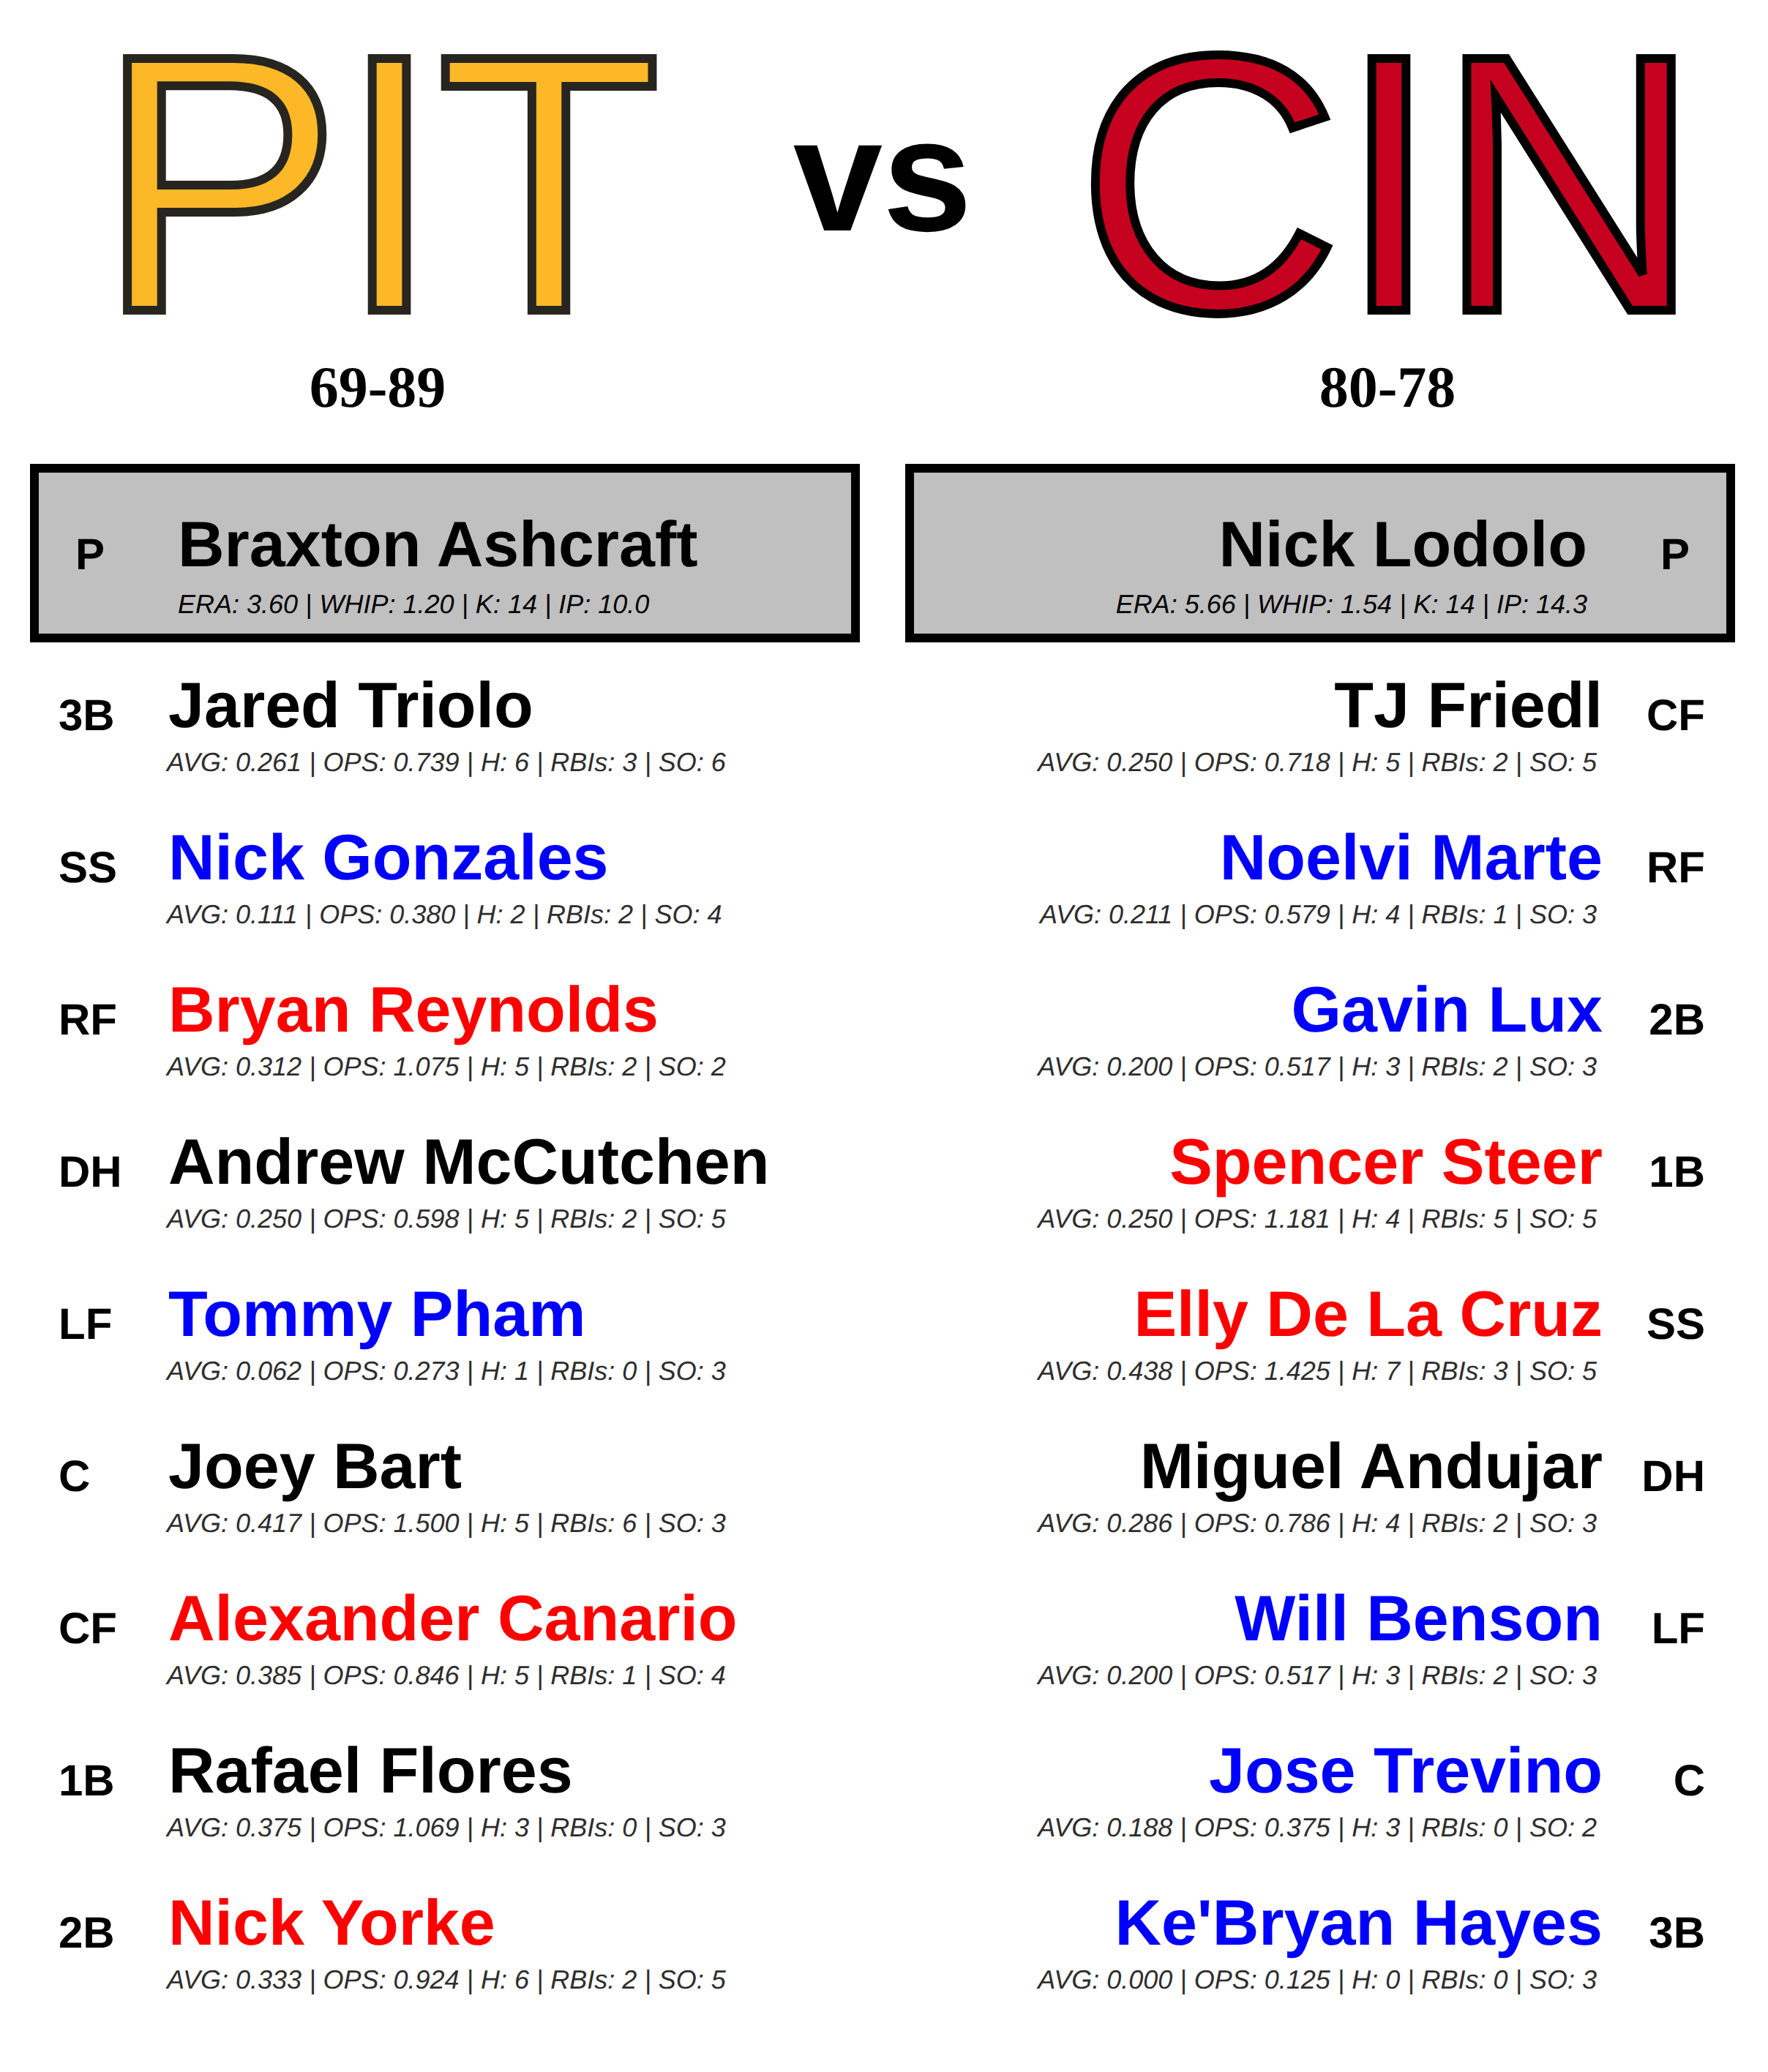 PIT vs CIN
69-89 80-78
P Braxton Ashcraft
ERA: 3.60 | WHIP: 1.20 | K: 14 | IP: 10.0
Nick Lodolo P
ERA: 5.66 | WHIP: 1.54 | K: 14 | IP: 14.3
3B Jared Triolo
AVG: 0.261 | OPS: 0.739 | H: 6 | RBIs: 3 | SO: 6
TJ Friedl CF
AVG: 0.250 | OPS: 0.718 | H: 5 | RBIs: 2 | SO: 5
SS Nick Gonzales
AVG: 0.111 | OPS: 0.380 | H: 2 | RBIs: 2 | SO: 4
Noelvi Marte RF
AVG: 0.211 | OPS: 0.579 | H: 4 | RBIs: 1 | SO: 3
RF Bryan Reynolds
AVG: 0.312 | OPS: 1.075 | H: 5 | RBIs: 2 | SO: 2
Gavin Lux 2B
AVG: 0.200 | OPS: 0.517 | H: 3 | RBIs: 2 | SO: 3
DH Andrew McCutchen
AVG: 0.250 | OPS: 0.598 | H: 5 | RBIs: 2 | SO: 5
Spencer Steer 1B
AVG: 0.250 | OPS: 1.181 | H: 4 | RBIs: 5 | SO: 5
LF Tommy Pham
AVG: 0.062 | OPS: 0.273 | H: 1 | RBIs: 0 | SO: 3
Elly De La Cruz SS
AVG: 0.438 | OPS: 1.425 | H: 7 | RBIs: 3 | SO: 5
C Joey Bart
AVG: 0.417 | OPS: 1.500 | H: 5 | RBIs: 6 | SO: 3
Miguel Andujar DH
AVG: 0.286 | OPS: 0.786 | H: 4 | RBIs: 2 | SO: 3
CF Alexander Canario
AVG: 0.385 | OPS: 0.846 | H: 5 | RBIs: 1 | SO: 4
Will Benson LF
AVG: 0.200 | OPS: 0.517 | H: 3 | RBIs: 2 | SO: 3
1B Rafael Flores
AVG: 0.375 | OPS: 1.069 | H: 3 | RBIs: 0 | SO: 3
Jose Trevino C
AVG: 0.188 | OPS: 0.375 | H: 3 | RBIs: 0 | SO: 2
2B Nick Yorke
AVG: 0.333 | OPS: 0.924 | H: 6 | RBIs: 2 | SO: 5
Ke'Bryan Hayes 3B
AVG: 0.000 | OPS: 0.125 | H: 0 | RBIs: 0 | SO: 3